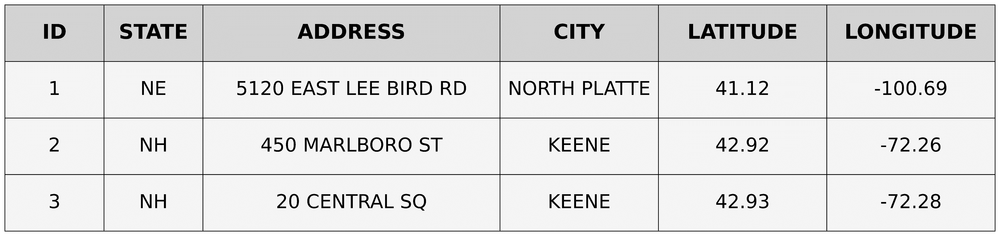 ID STATE ADDRESS CITY LATITUDE LONGITUDE
1 NE 5120 EAST LEE BIRD RD NORTH PLATTE 41.12 -100.69
2 NH 450 MARLBORO ST KEENE 42.92 -72.26
3 NH 20 CENTRAL SQ KEENE 42.93 -72.28